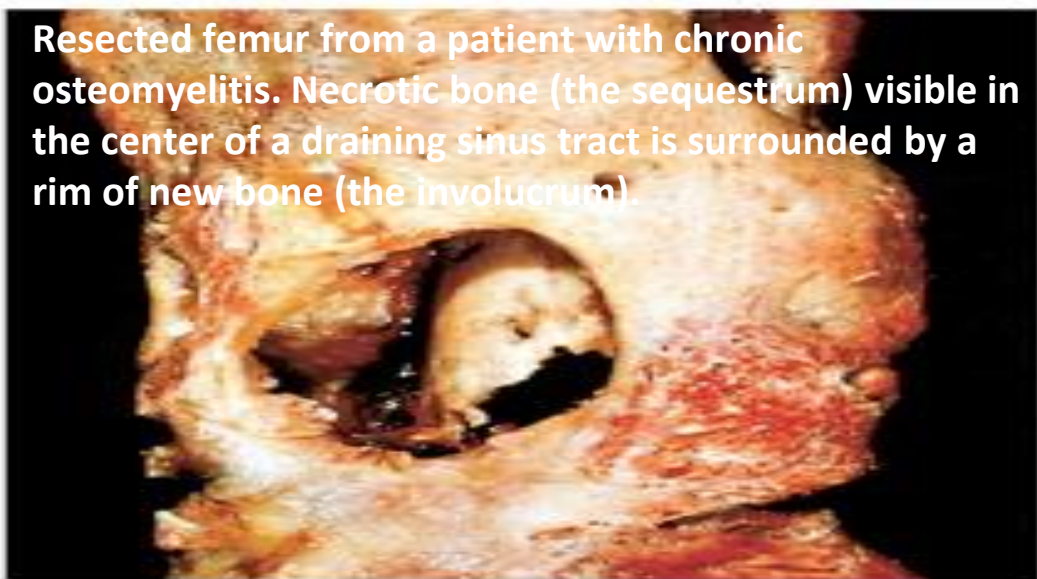 Resected femur from a patient with chronic
osteomyelitis. Necrotic bone (the sequestrum) visible in
the center of a draining sinus tract is surrounded by a
rim of new bone (the involucrum).